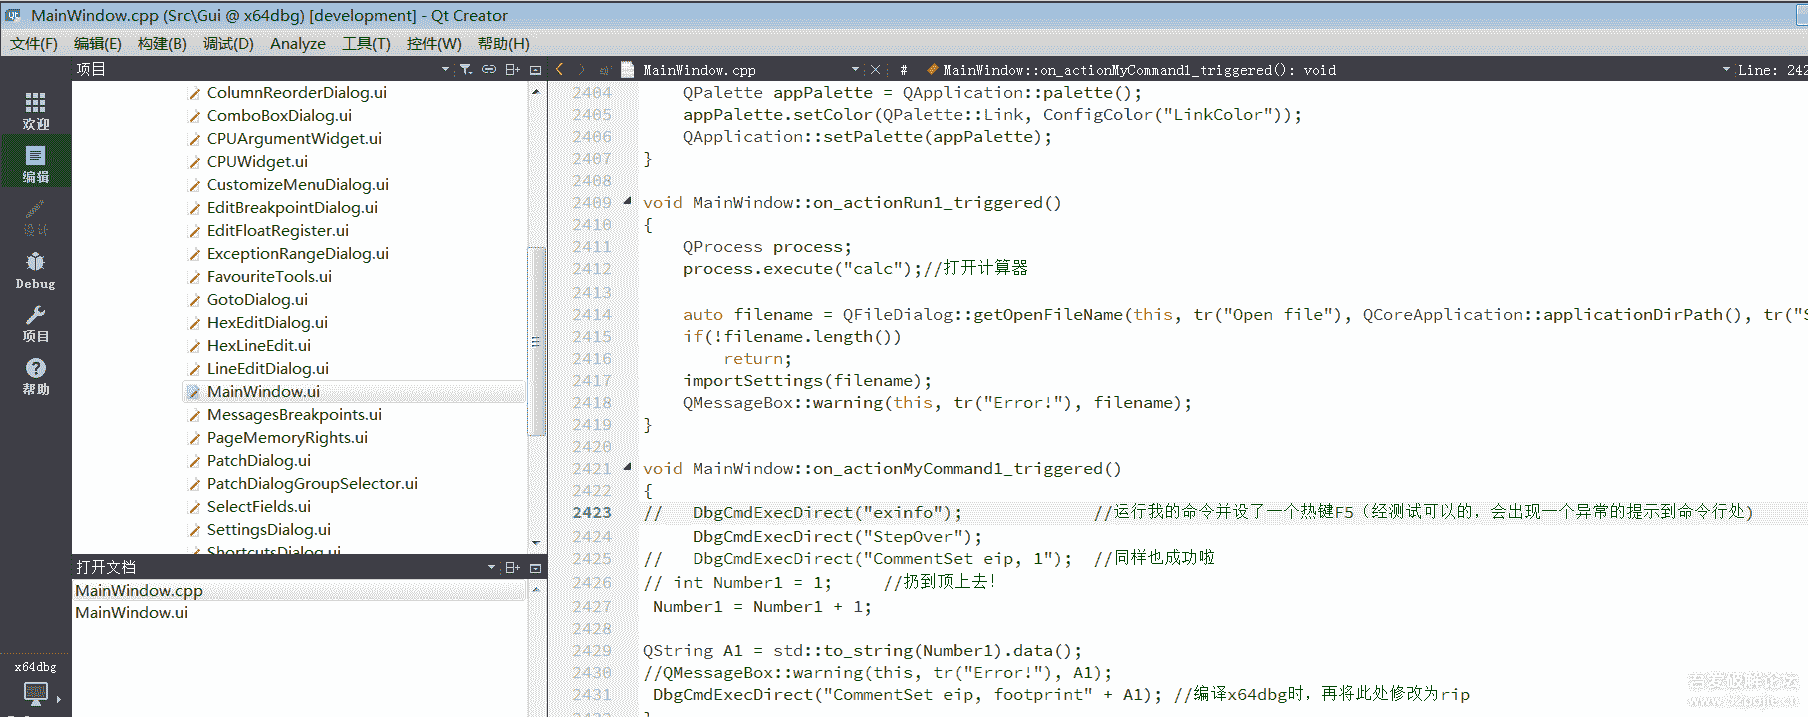 MainWindow.cpp (Src\Gui @ x64dbg) [development] - Qt Creator
文件(F) 编辑(E) 构建(B) 调试(D) Analyze 工具(T) 控件(W) 帮助(H)
项目
MainWindow.cpp
# MainWindow::on_actionMyCommand1_triggered(): void
Line: 242
欢迎
编辑
设计
Debug
项目
帮助
x64dbg
ColumnReorderDialog.ui
ComboBoxDialog.ui
CPUArgumentWidget.ui
CPUWidget.ui
CustomizeMenuDialog.ui
EditBreakpointDialog.ui
EditFloatRegister.ui
ExceptionRangeDialog.ui
FavouriteTools.ui
GotoDialog.ui
HexEditDialog.ui
HexLineEdit.ui
LineEditDialog.ui
MainWindow.ui
MessagesBreakpoints.ui
PageMemoryRights.ui
PatchDialog.ui
PatchDialogGroupSelector.ui
SelectFields.ui
SettingsDialog.ui
ShortcutsDialog.ui
打开文档
MainWindow.cpp
MainWindow.ui
2404 QPalette appPalette = QApplication::palette();
2405 appPalette.setColor(QPalette::Link, ConfigColor("LinkColor"));
2406 QApplication::setPalette(appPalette);
2407 }
2408
2409 void MainWindow::on_actionRun1_triggered()
2410 {
2411 QProcess process;
2412 process.execute("calc");//打开计算器
2413
2414 auto filename = QFileDialog::getOpenFileName(this, tr("Open file"), QCoreApplication::applicationDirPath(), tr("S
2415 if(!filename.length())
2416 return;
2417 importSettings(filename);
2418 QMessageBox::warning(this, tr("Error!"), filename);
2419 }
2420
2421 void MainWindow::on_actionMyCommand1_triggered()
2422 {
2423 // DbgCmdExecDirect("exinfo"); //运行我的命令并设了一个热键F5（经测试可以的，会出现一个异常的提示到命令行处)
2424 DbgCmdExecDirect("StepOver");
2425 // DbgCmdExecDirect("CommentSet eip, 1"); //同样也成功啦
2426 // int Number1 = 1; //扔到顶上去!
2427 Number1 = Number1 + 1;
2428
2429 QString A1 = std::to_string(Number1).data();
2430 //QMessageBox::warning(this, tr("Error!"), A1);
2431 DbgCmdExecDirect("CommentSet eip, footprint" + A1); //编译x64dbg时，再将此处修改为rip
吾爱破解论坛
www.52pojie.cn